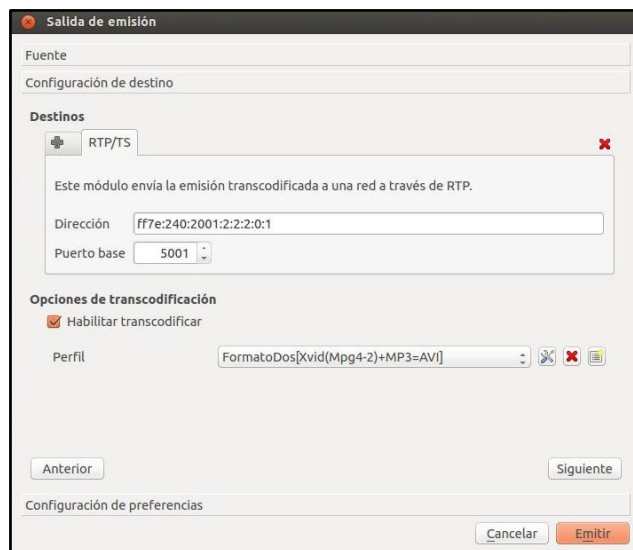 Salida de emisión
Fuente
Configuración de destino
Destinos
RTP/TS
Este módulo envía la emisión transcodificada a una red a través de RTP.
Dirección ff7e:240:2001:2:2:2:0:1
Puerto base 5001
Opciones de transcodificación
Habilitar transcodificar
Perfil FormatoDos[Xvid(Mpg4-2)+MP3=AVI]
Anterior Siguiente
Configuración de preferencias
Cancelar Emitir